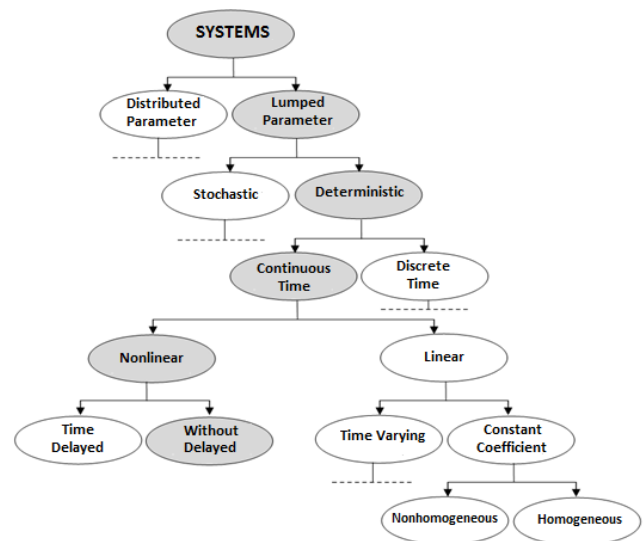 SYSTEMS
Distributed
Parameter
Lumped
Parameter
Stochastic
Deterministic
Continuous
Time
Discrete
Time
Nonlinear
Linear
Time
Delayed
Without
Delayed
Time Varying
Constant
Coefficient
Nonhomogeneous
Homogeneous